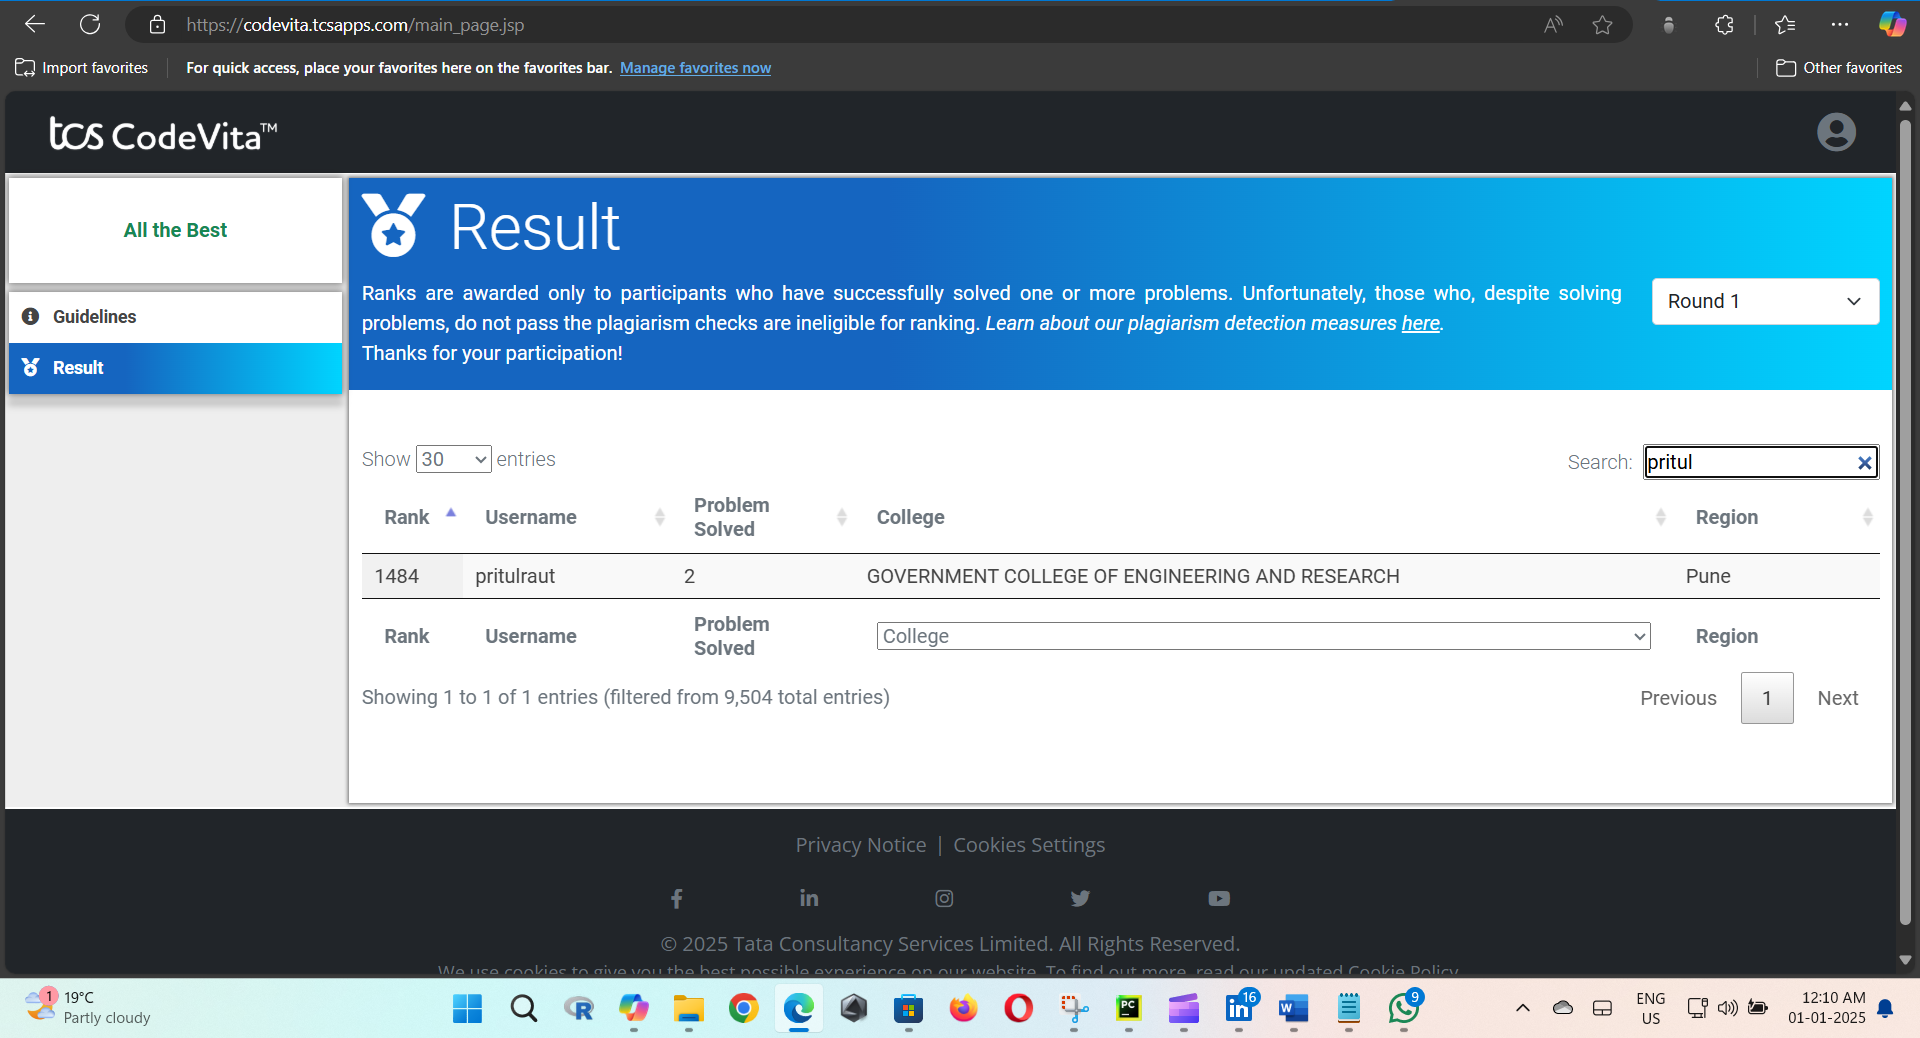 https://codevita.tcsapps.com/main_page.jsp
Import favorites
For quick access, place your favorites here on the favorites bar. Manage favorites now
Other favorites
tcs CodeVita™
All the Best
Guidelines
Result
Result
Ranks are awarded only to participants who have successfully solved one or more problems. Unfortunately, those who, despite solving
problems, do not pass the plagiarism checks are ineligible for ranking. Learn about our plagiarism detection measures here.
Thanks for your participation!
Round 1
Show 30 entries
Search: pritul
Rank Username Problem Solved College Region
1484 pritulraut 2 GOVERNMENT COLLEGE OF ENGINEERING AND RESEARCH Pune
Rank Username Problem Solved College Region
Showing 1 to 1 of 1 entries (filtered from 9,504 total entries)
Previous 1 Next
Privacy Notice | Cookies Settings
© 2025 Tata Consultancy Services Limited. All Rights Reserved.
We use cookies to give you the best possible experience on our website. To find out more, read our updated Cookie Policy
1
19°C
Partly cloudy
16
9
ENG
US
12:10 AM
01-01-2025